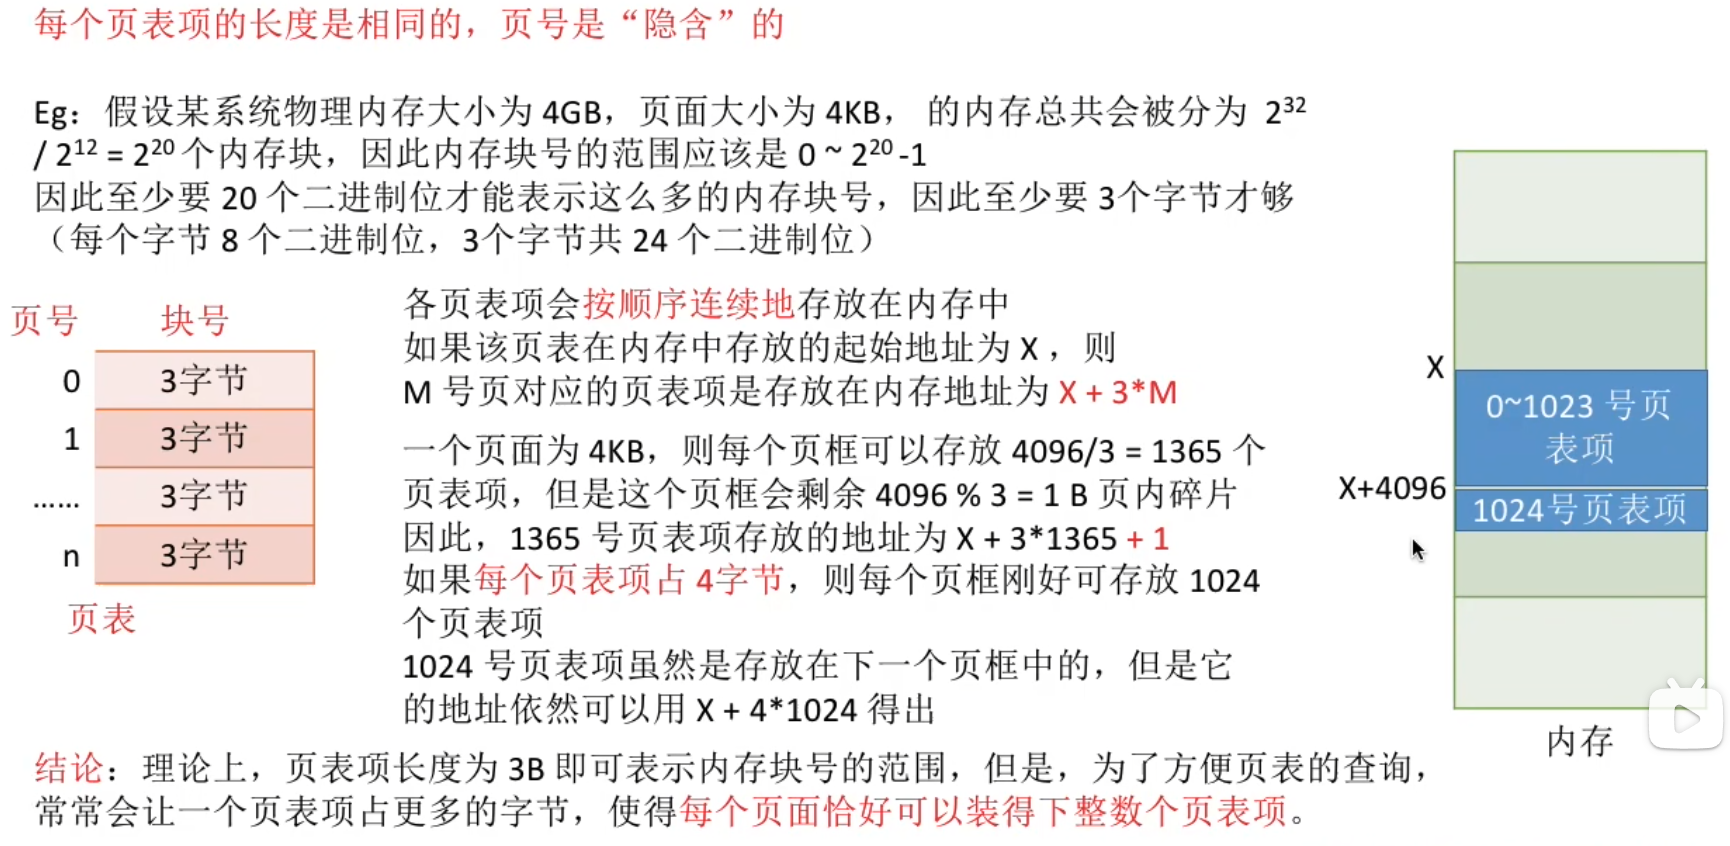 每个页表项的长度是相同的，页号是“隐含”的
Eg：假设某系统物理内存大小为 4GB，页面大小为 4KB， 的内存总共会被分为 2³²
/ 2¹² = 2²⁰ 个内存块，因此内存块号的范围应该是 0 ~ 2²⁰ -1
因此至少要 20 个二进制位才能表示这么多的内存块号，因此至少要 3个字节才够
（每个字节 8 个二进制位，3个字节共 24 个二进制位）
页号 块号
0 3字节
1 3字节
...... 3字节
n 3字节
页表
各页表项会按顺序连续地存放在内存中
如果该页表在内存中存放的起始地址为 X ，则
M 号页对应的页表项是存放在内存地址为 X + 3*M
一个页面为 4KB，则每个页框可以存放 4096/3 = 1365 个
页表项，但是这个页框会剩余 4096 % 3 = 1 B 页内碎片
因此，1365 号页表项存放的地址为 X + 3*1365 + 1
如果每个页表项占 4字节，则每个页框刚好可存放 1024
个页表项
1024 号页表项虽然是存放在下一个页框中的，但是它
的地址依然可以用 X + 4*1024 得出
X
0~1023 号页
表项
X+4096
1024号页表项
内存
结论：理论上，页表项长度为 3B 即可表示内存块号的范围，但是，为了方便页表的查询，
常常会让一个页表项占更多的字节，使得每个页面恰好可以装得下整数个页表项。